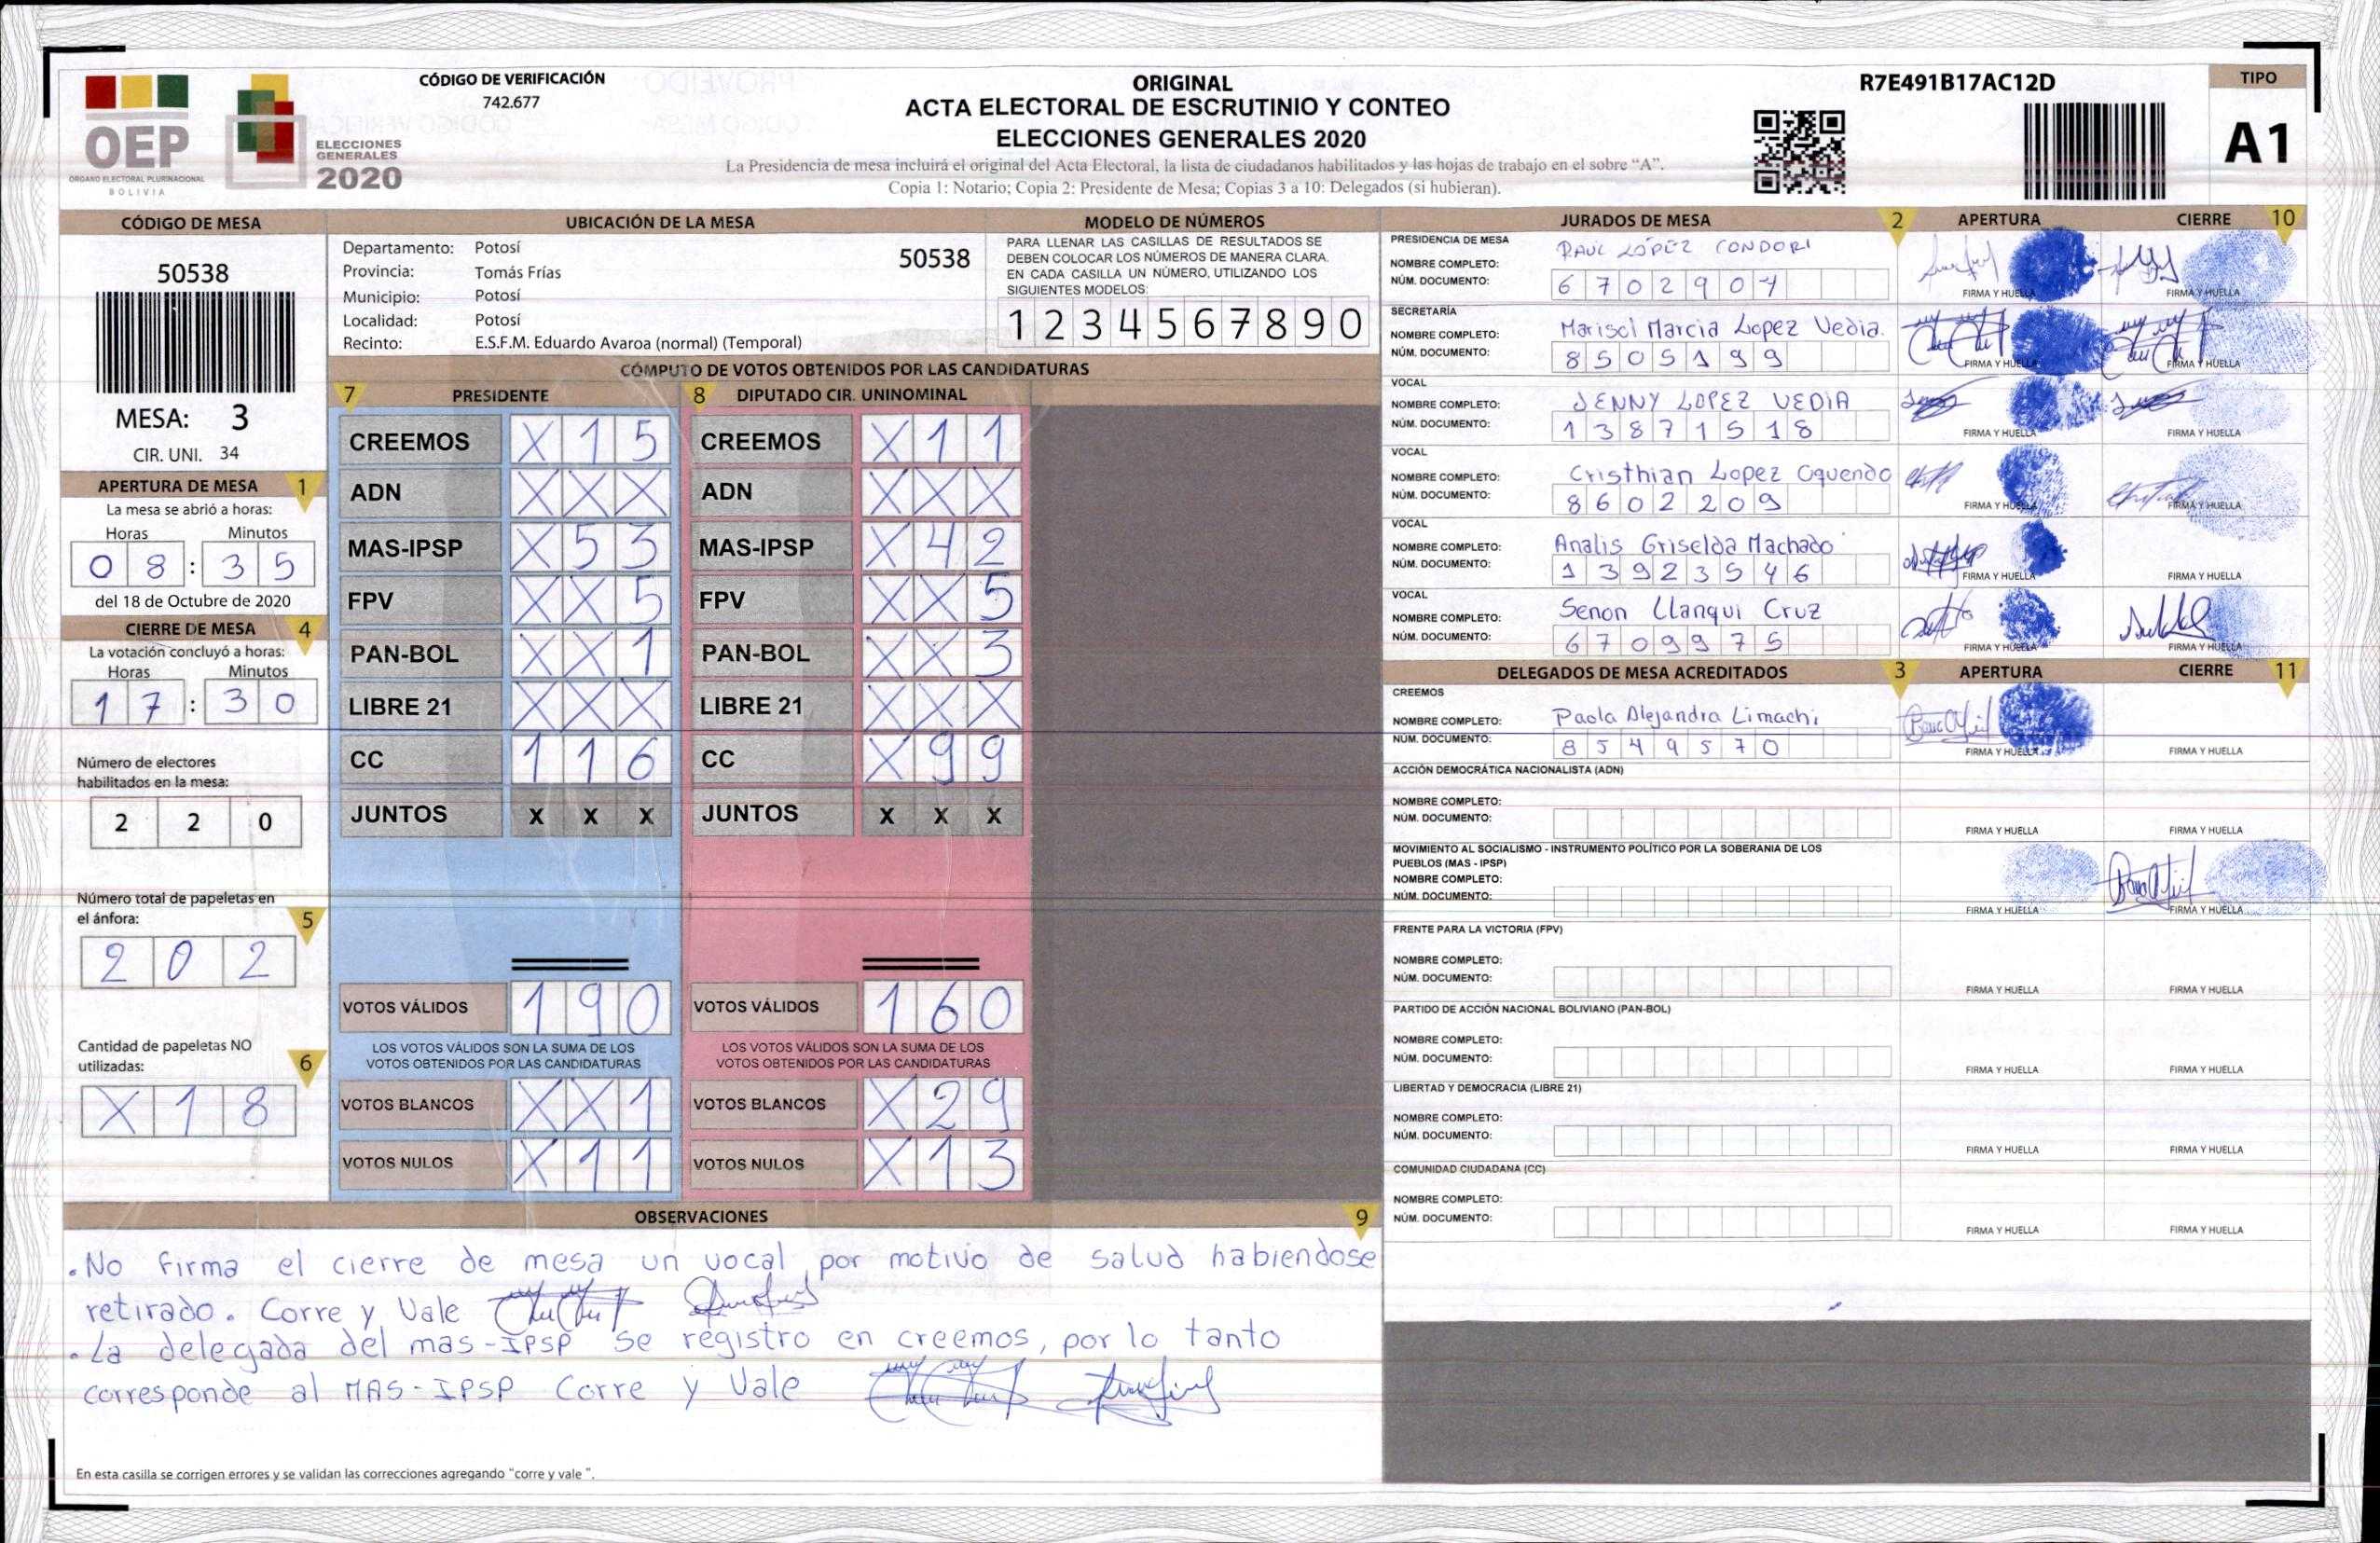 OEP
ORGANO ELECTORAL PLURINACIONAL
BOLIVIA
ELECCIONES
GENERALES
2020
CÓDIGO DE VERIFICACIÓN
742.677
ORIGINAL
ACTA ELECTORAL DE ESCRUTINIO Y CONTEO
ELECCIONES GENERALES 2020
La Presidencia de mesa incluirá el original del Acta Electoral, la lista de ciudadanos habilitados y las hojas de trabajo en el sobre “A”.
Copia 1: Notario; Copia 2: Presidente de Mesa; Copias 3 a 10: Delegados (si hubieran).
R7E491B17AC12D
TIPO
A1
CÓDIGO DE MESA
50538
MESA: 3
CIR. UNI. 34
APERTURA DE MESA 1
La mesa se abrió a horas:
Horas Minutos
0 8 : 3 5
del 18 de Octubre de 2020
CIERRE DE MESA 4
La votación concluyó a horas:
Horas Minutos
1 7 : 3 0
Número de electores
habilitados en la mesa:
2 2 0
Número total de papeletas en
el ánfora: 5
2 0 2
Cantidad de papeletas NO
utilizadas: 6
X 1 8
UBICACIÓN DE LA MESA
Departamento: Potosí
50538
Provincia: Tomás Frías
Municipio: Potosí
Localidad: Potosí
Recinto: E.S.F.M. Eduardo Avaroa (normal) (Temporal)
MODELO DE NÚMEROS
PARA LLENAR LAS CASILLAS DE RESULTADOS SE
DEBEN COLOCAR LOS NÚMEROS DE MANERA CLARA.
EN CADA CASILLA UN NÚMERO, UTILIZANDO LOS
SIGUIENTES MODELOS:
1 2 3 4 5 6 7 8 9 0
CÓMPUTO DE VOTOS OBTENIDOS POR LAS CANDIDATURAS
7 PRESIDENTE
CREEMOS X 1 5
ADN X X X
MAS-IPSP X 5 3
FPV X X 5
PAN-BOL X X 1
LIBRE 21 X X X
CC 1 1 6
JUNTOS X X X
VOTOS VÁLIDOS 1 9 0
LOS VOTOS VÁLIDOS SON LA SUMA DE LOS
VOTOS OBTENIDOS POR LAS CANDIDATURAS
VOTOS BLANCOS X X 1
VOTOS NULOS X 1 1
8 DIPUTADO CIR. UNINOMINAL
CREEMOS X 1 1
ADN X X X
MAS-IPSP X 4 2
FPV X X 5
PAN-BOL X X 3
LIBRE 21 X X X
CC X 9 9
JUNTOS X X X
VOTOS VÁLIDOS 1 6 0
LOS VOTOS VÁLIDOS SON LA SUMA DE LOS
VOTOS OBTENIDOS POR LAS CANDIDATURAS
VOTOS BLANCOS X 2 9
VOTOS NULOS X 1 3
OBSERVACIONES 9
. No firma el cierre de mesa un vocal por motivo de salud habiendose
retirado. Corre y Vale
. La delegada del mas-IPSP se registro en creemos, por lo tanto
corresponde al MAS-IPSP Corre y Vale
En esta casilla se corrigen errores y se validan las correcciones agregando “corre y vale ”.
JURADOS DE MESA 2 APERTURA CIERRE 10
PRESIDENCIA DE MESA
NOMBRE COMPLETO: RAUL LÓPEZ CONDORI
NÚM. DOCUMENTO: 6 7 0 2 9 0 4
FIRMA Y HUELLA FIRMA Y HUELLA
SECRETARÍA
NOMBRE COMPLETO: Marisol Marcia Lopez Vedia.
NÚM. DOCUMENTO: 8 5 0 5 1 9 9
FIRMA Y HUELLA FIRMA Y HUELLA
VOCAL
NOMBRE COMPLETO: JENNY LOPEZ VEDIA
NÚM. DOCUMENTO: 1 3 8 7 1 5 1 8
FIRMA Y HUELLA FIRMA Y HUELLA
VOCAL
NOMBRE COMPLETO: Cristhian Lopez Oquendo
NÚM. DOCUMENTO: 8 6 0 2 2 0 9
FIRMA Y HUELLA FIRMA Y HUELLA
VOCAL
NOMBRE COMPLETO: Analis Griselda Machado
NÚM. DOCUMENTO: 1 3 9 2 3 5 4 6
FIRMA Y HUELLA FIRMA Y HUELLA
VOCAL
NOMBRE COMPLETO: Senon Llanqui Cruz
NÚM. DOCUMENTO: 6 7 0 9 9 7 5
FIRMA Y HUELLA FIRMA Y HUELLA
DELEGADOS DE MESA ACREDITADOS 3 APERTURA CIERRE 11
CREEMOS
NOMBRE COMPLETO: Paola Alejandra Limachi
NÚM. DOCUMENTO: 8 5 4 9 5 7 0
FIRMA Y HUELLA FIRMA Y HUELLA
ACCIÓN DEMOCRÁTICA NACIONALISTA (ADN)
NOMBRE COMPLETO:
NÚM. DOCUMENTO:
FIRMA Y HUELLA FIRMA Y HUELLA
MOVIMIENTO AL SOCIALISMO - INSTRUMENTO POLÍTICO POR LA SOBERANIA DE LOS
PUEBLOS (MAS - IPSP)
NOMBRE COMPLETO:
NÚM. DOCUMENTO:
FIRMA Y HUELLA FIRMA Y HUELLA
FRENTE PARA LA VICTORIA (FPV)
NOMBRE COMPLETO:
NÚM. DOCUMENTO:
FIRMA Y HUELLA FIRMA Y HUELLA
PARTIDO DE ACCIÓN NACIONAL BOLIVIANO (PAN-BOL)
NOMBRE COMPLETO:
NÚM. DOCUMENTO:
FIRMA Y HUELLA FIRMA Y HUELLA
LIBERTAD Y DEMOCRACIA (LIBRE 21)
NOMBRE COMPLETO:
NÚM. DOCUMENTO:
FIRMA Y HUELLA FIRMA Y HUELLA
COMUNIDAD CIUDADANA (CC)
NOMBRE COMPLETO:
NÚM. DOCUMENTO:
FIRMA Y HUELLA FIRMA Y HUELLA